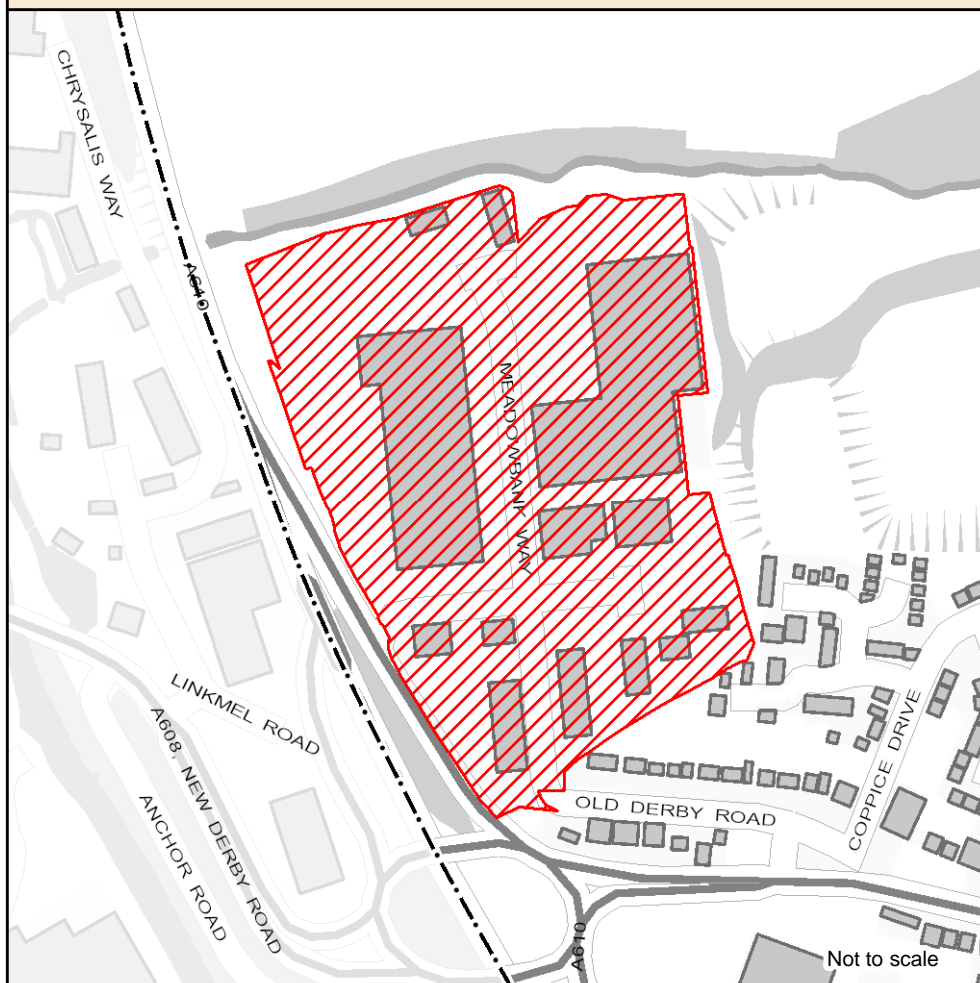 CHRYSALIS WAY
A610
MEADOWBANK WAY
LINKMEL ROAD
A608, NEW DERBY ROAD
ANCHOR ROAD
OLD DERBY ROAD
COPPICE DRIVE
A610
Not to scale